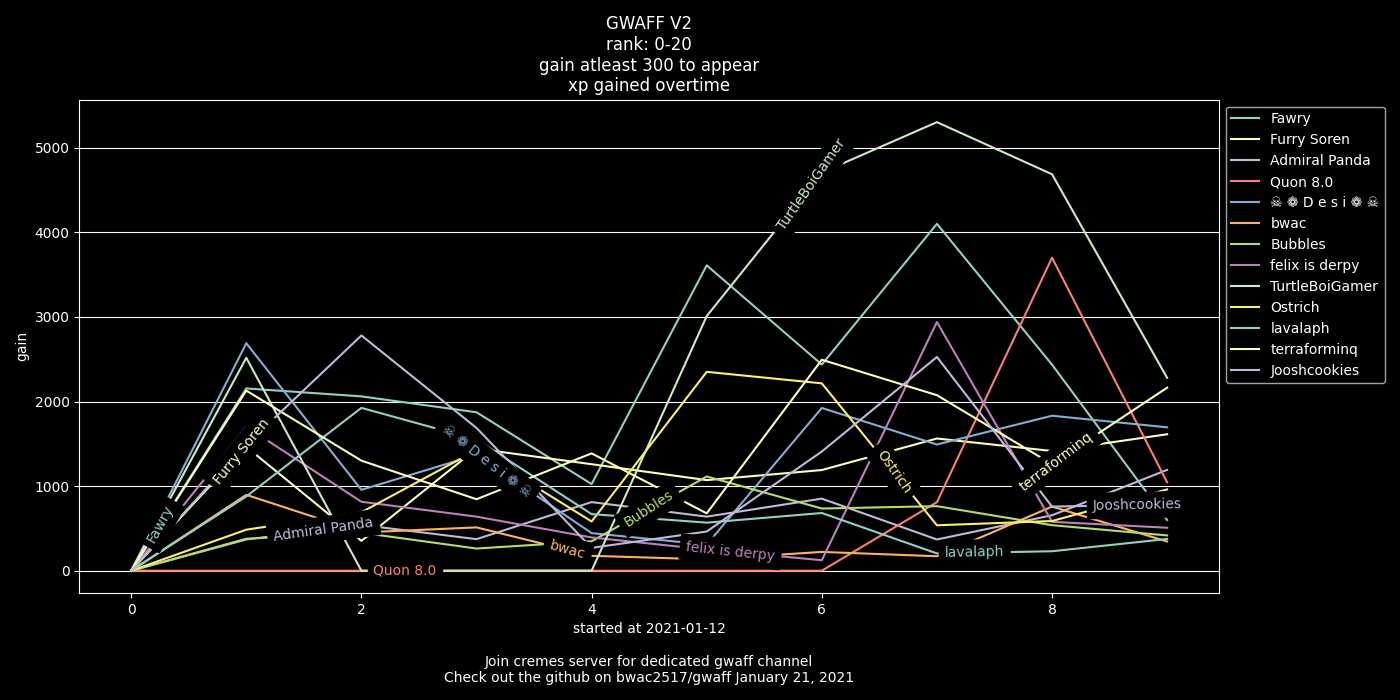 GWAFF V2
rank: 0-20
gain atleast 300 to appear
xp gained overtime
gain
5000
4000
3000
2000
1000
0
Fawry
Furry Soren
Admiral Panda
Quon 8.0
☠ ❁ D e s i ❁ ☠
bwac
Bubbles
felix is derpy
TurtleBoiGamer
Ostrich
lavalaph
terraforminq
Jooshcookies
0 2 4 6 8
started at 2021-01-12
Fawry
Furry Soren
Admiral Panda
Quon 8.0
☠ ❁ D e s i ❁ ☠
bwac
Bubbles
felix is derpy
TurtleBoiGamer
Ostrich
lavalaph
terraforminq
Jooshcookies
Join cremes server for dedicated gwaff channel
Check out the github on bwac2517/gwaff January 21, 2021